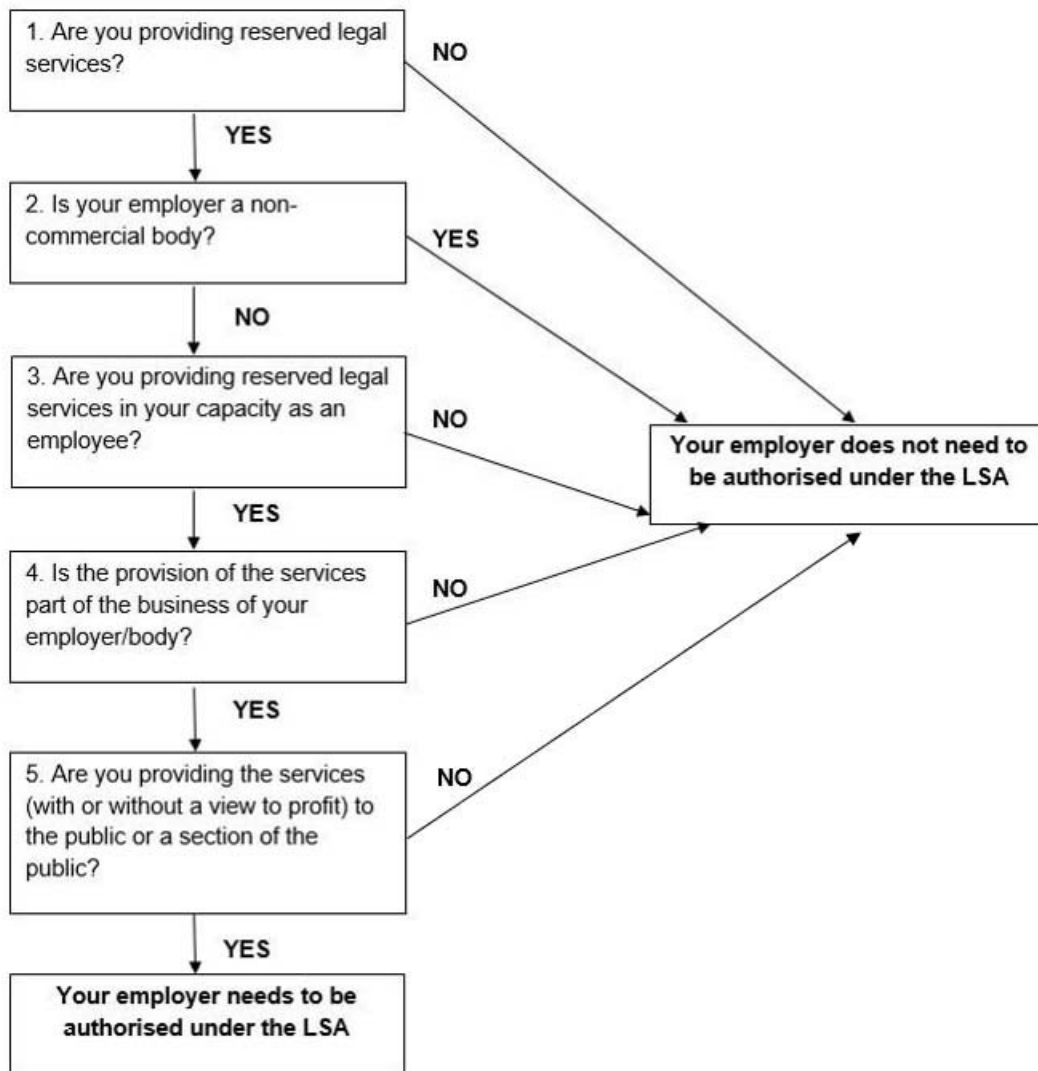 1. Are you providing reserved legal
services?
NO
YES
2. Is your employer a non-
commercial body?
YES
NO
3. Are you providing reserved legal
services in your capacity as an
employee?
NO
Your employer does not need to
be authorised under the LSA
YES
4. Is the provision of the services
part of the business of your
employer/body?
NO
YES
5. Are you providing the services
(with or without a view to profit) to
the public or a section of the
public?
NO
YES
Your employer needs to be
authorised under the LSA